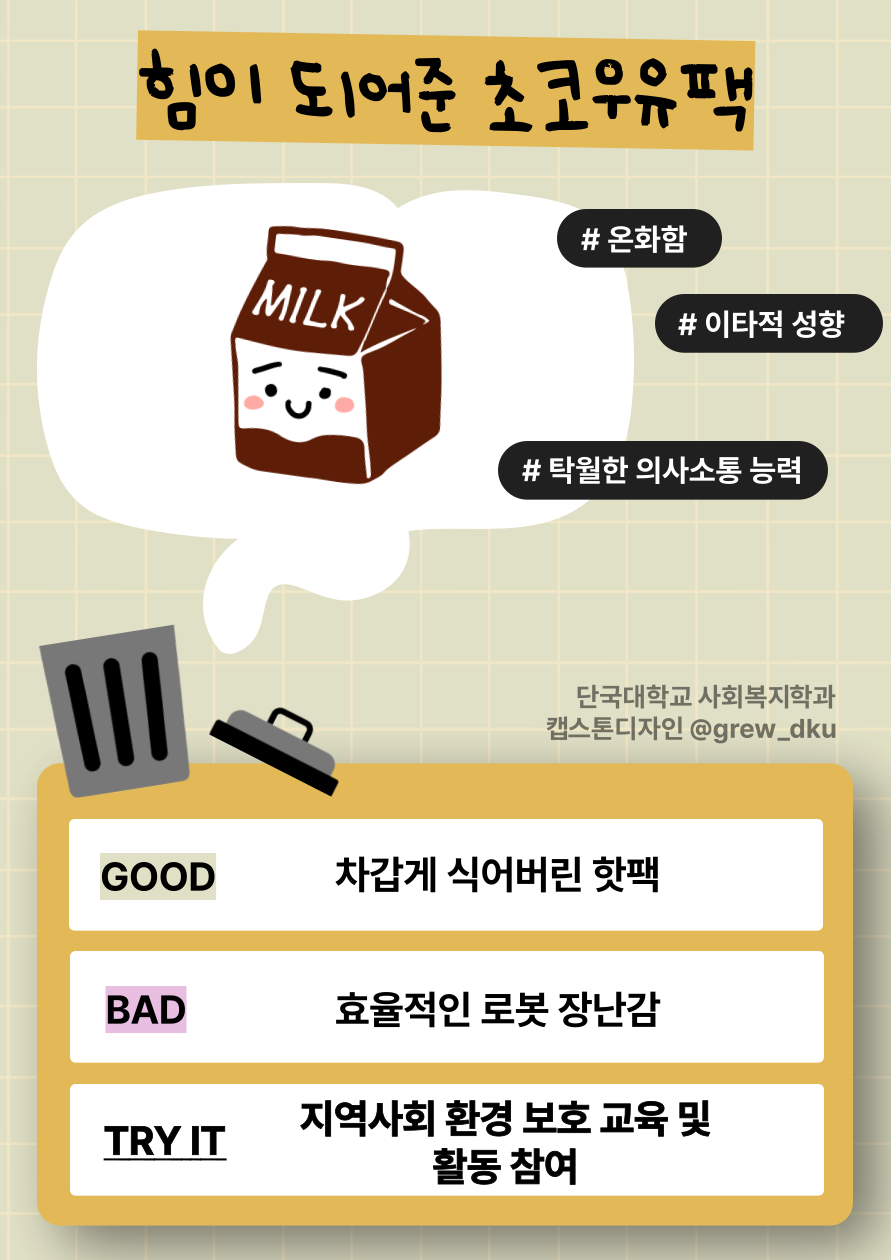 힘이 되어준 초코우유팩
MILK
# 온화함
# 이타적 성향
# 탁월한 의사소통 능력
단국대학교 사회복지학과
캡스톤디자인 @grew_dku
GOOD 차갑게 식어버린 핫팩
BAD 효율적인 로봇 장난감
TRY IT 지역사회 환경 보호 교육 및
활동 참여